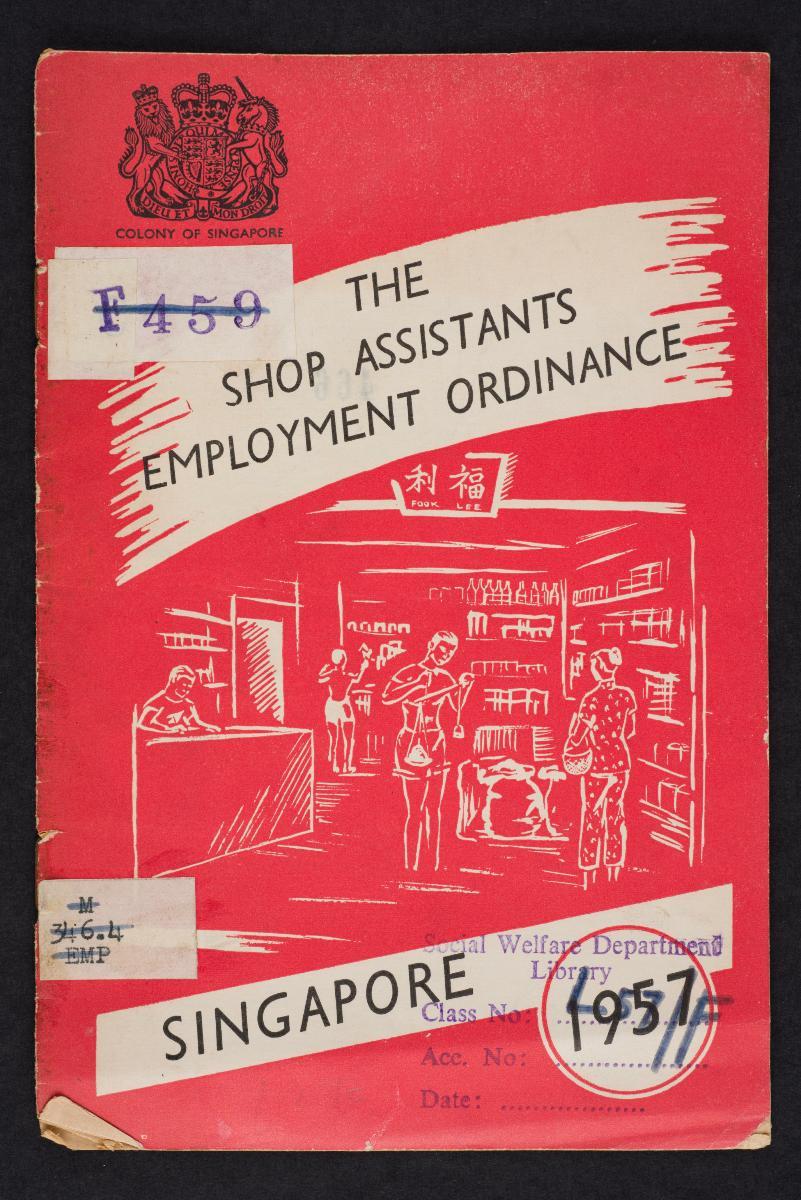 DIEU ET MON DROIT
COLONY OF SINGAPORE
F459
THE
SHOP ASSISTANTS
EMPLOYMENT ORDINANCE
利 福
FOOK LEE
M
346.4
EMP
SINGAPORE
1957
Social Welfare Department
Library
Class No:
Acc. No:
Date: